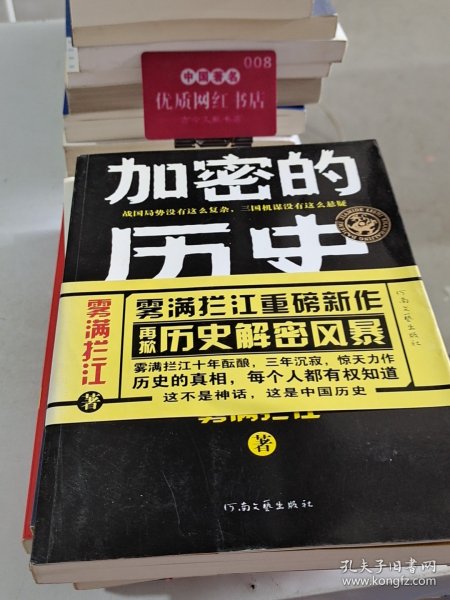 008
中国著名
优质网红书店
加密的
战国局势没有这么复杂，三国机谋没有这么悬疑
历史
雾满拦江
著
雾满拦江重磅新作
再掀
历史解密风暴
雾满拦江十年酝酿，三年沉寂，惊天力作
历史的真相，每个人都有权知道
这不是神话，这是中国历史
雾满拦江
著
河南文艺出版社
河南文艺出版社
孔夫子旧书网
www.kongfz.com